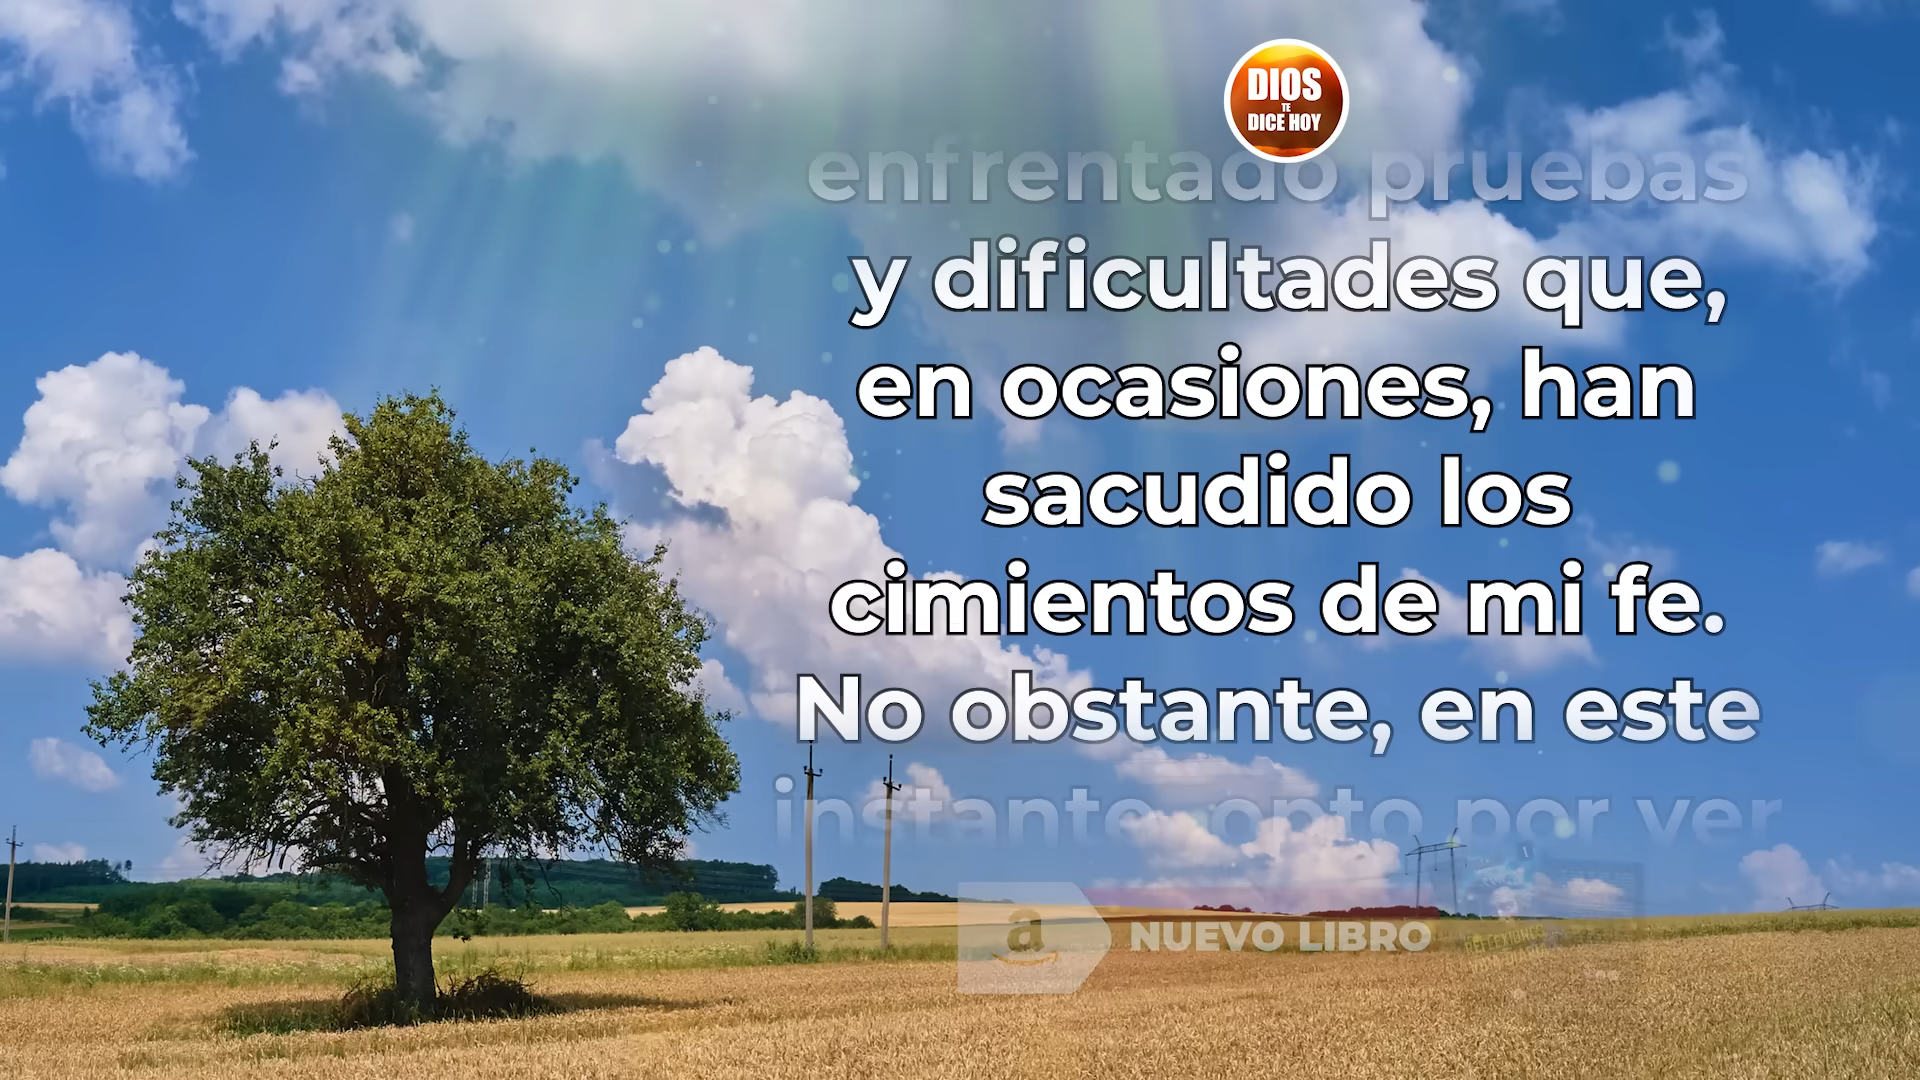 DIOS
TE
DICE HOY
enfrentado pruebas
y dificultades que,
en ocasiones, han
sacudido los
cimientos de mi fe.
No obstante, en este
instante, opto por ver
a NUEVO LIBRO